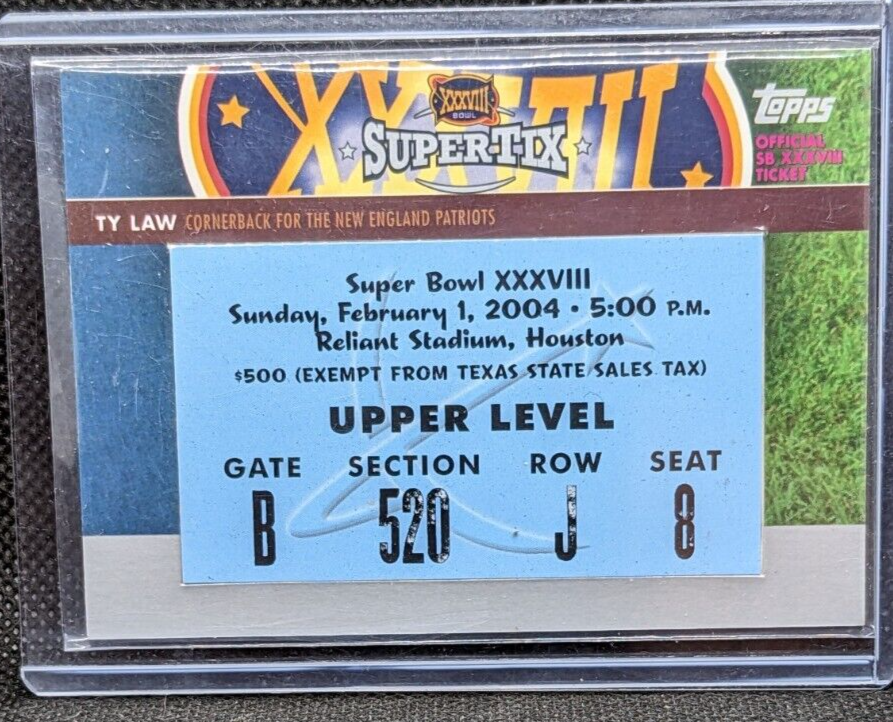 XXXVIII
XXXVIII
BOWL
SUPERTIX
topps
OFFICIAL
SB XXXVIII
TICKET
TY LAW CORNERBACK FOR THE NEW ENGLAND PATRIOTS
Super Bowl XXXVIII
Sunday, February 1, 2004 • 5:00 P.M.
Reliant Stadium, Houston
$500 (EXEMPT FROM TEXAS STATE SALES TAX)
UPPER LEVEL
GATE SECTION ROW SEAT
B 520 J 8